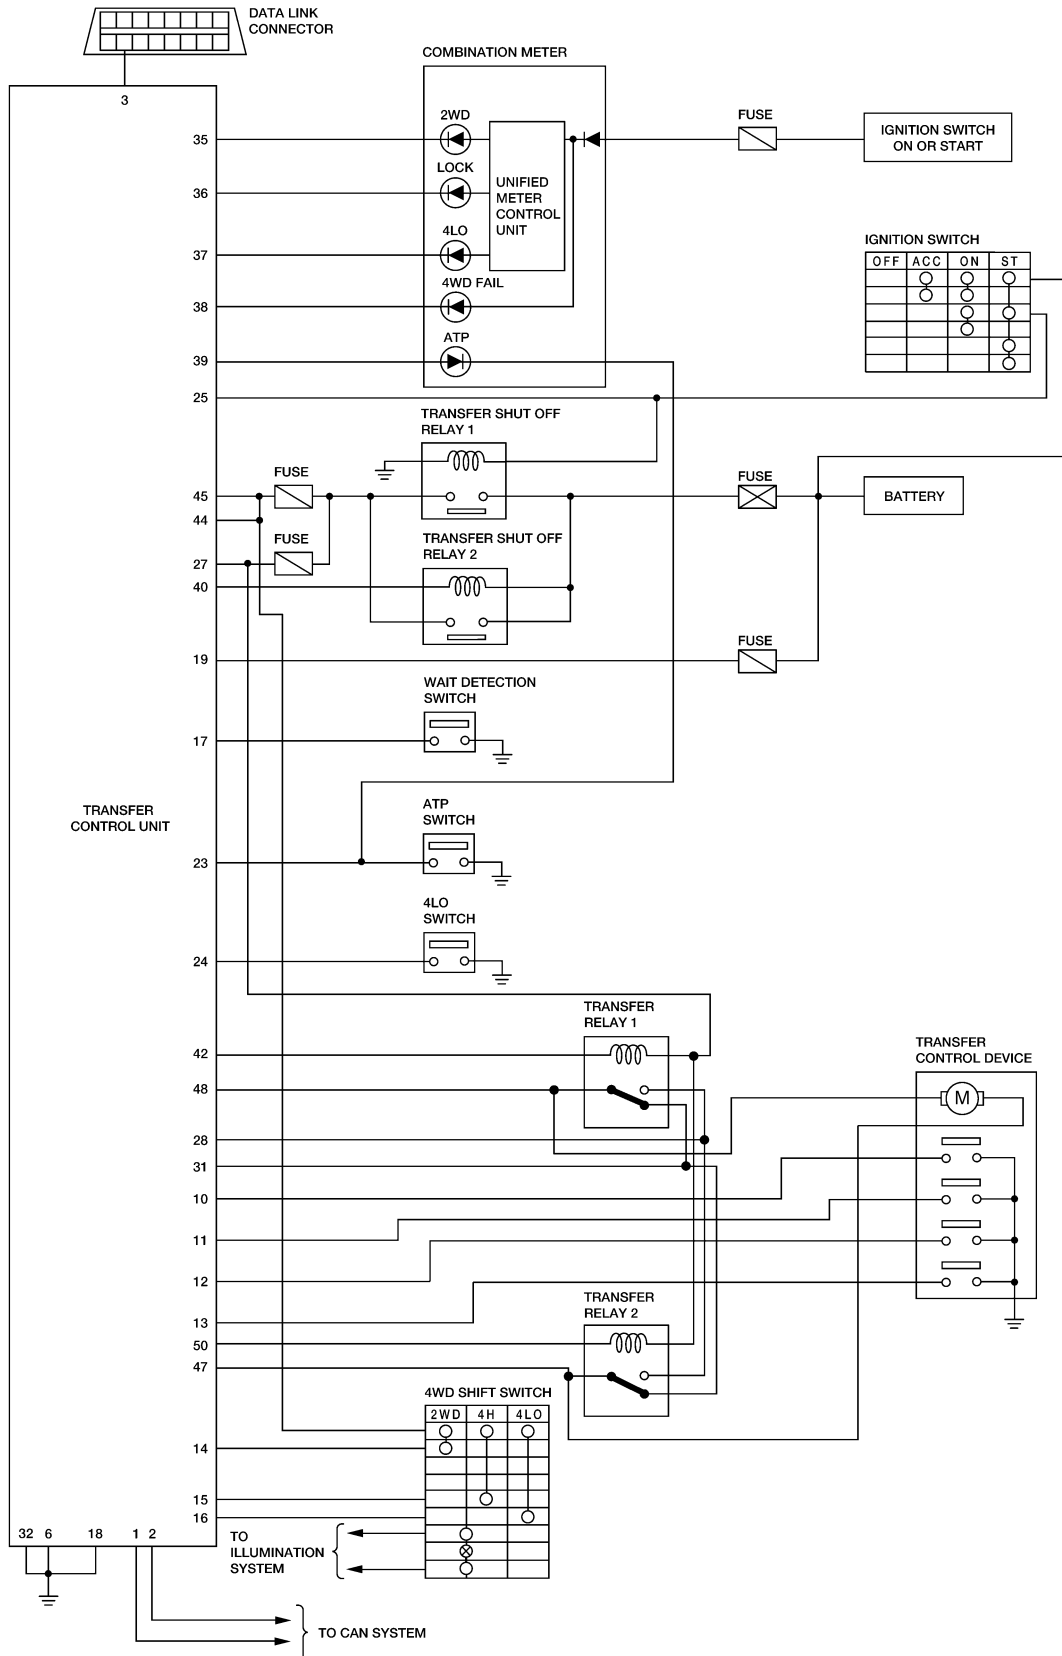 DATA LINK
CONNECTOR
3
COMBINATION METER
2WD
35
LOCK
36
4LO
37
4WD FAIL
38
ATP
39
UNIFIED
METER
CONTROL
UNIT
FUSE
IGNITION SWITCH
ON OR START
IGNITION SWITCH
OFF ACC ON ST
25
TRANSFER SHUT OFF
RELAY 1
FUSE
45
44
FUSE
BATTERY
FUSE
27
40
TRANSFER SHUT OFF
RELAY 2
19
FUSE
WAIT DETECTION
SWITCH
17
TRANSFER
CONTROL UNIT
ATP
SWITCH
23
4LO
SWITCH
24
TRANSFER
RELAY 1
42
48
28
31
10
11
12
13
50
47
TRANSFER
CONTROL DEVICE
M
TRANSFER
RELAY 2
4WD SHIFT SWITCH
2WD 4H 4LO
14
15
16
TO
ILLUMINATION
SYSTEM
32 6 18 1 2
TO CAN SYSTEM